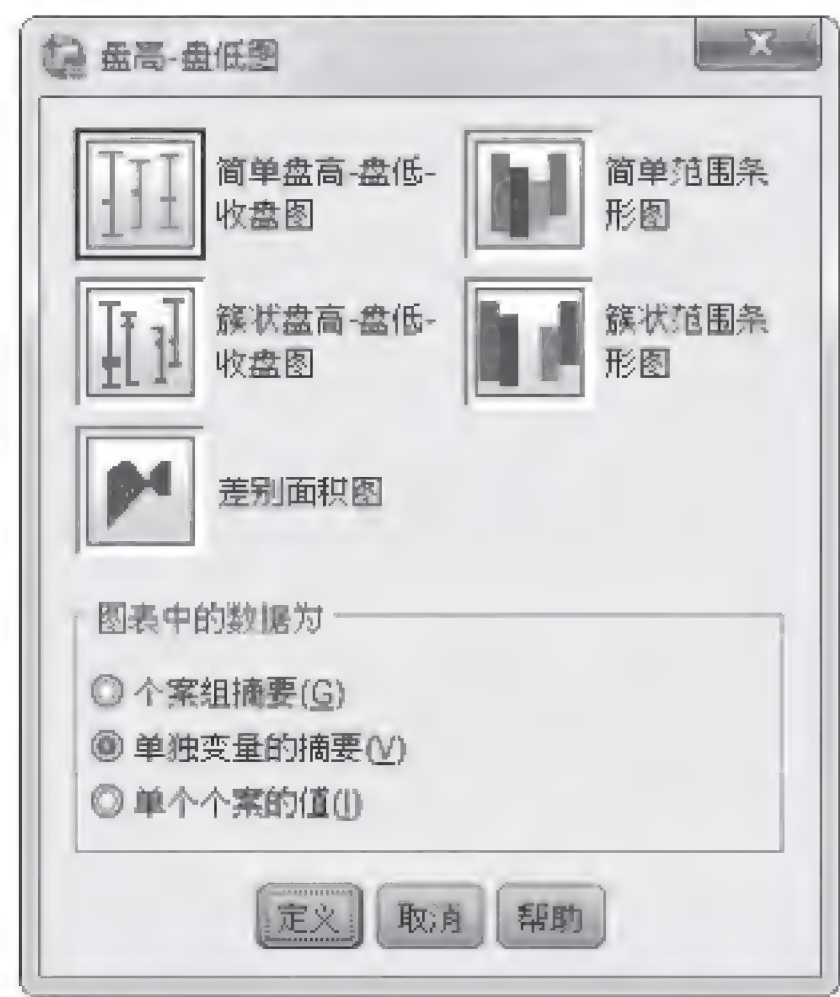 盘高-盘低图
简单盘高-盘低-
收盘图
简单范围条
形图
簇状盘高-盘低-
收盘图
簇状范围条
形图
差别面积图
图表中的数据为
个案组摘要(G)
单独变量的摘要(V)
单个个案的值(I)
定义
取消
帮助